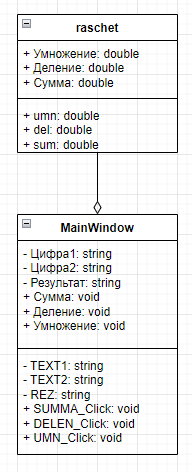 raschet
+ Умножение: double
+ Деление: double
+ Сумма: double
+ umn: double
+ del: double
+ sum: double
MainWindow
- Цифра1: string
- Цифра2: string
- Результат: string
+ Сумма: void
+ Деление: void
+ Умножение: void
- TEXT1: string
- TEXT2: string
- REZ: string
+ SUMMA_Click: void
+ DELEN_Click: void
+ UMN_Click: void